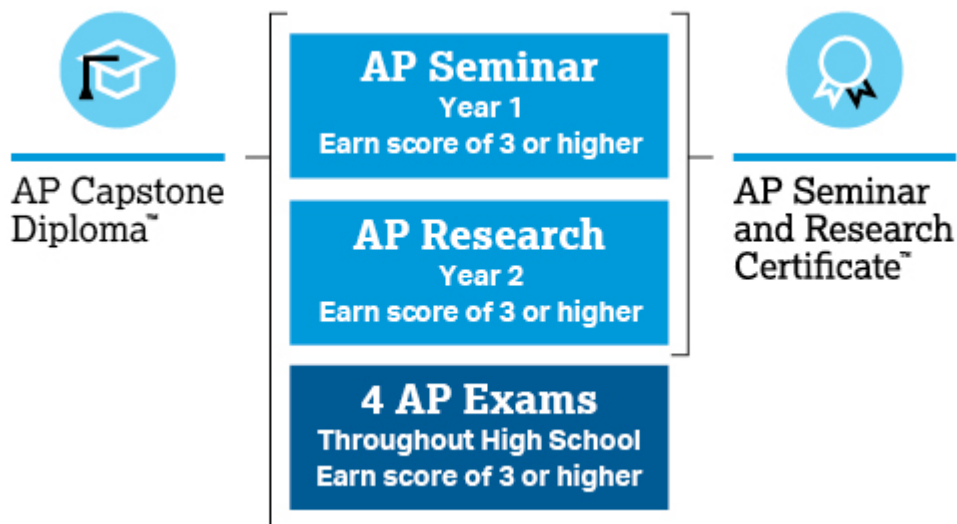 AP Capstone
Diploma™
AP Seminar
Year 1
Earn score of 3 or higher
AP Research
Year 2
Earn score of 3 or higher
4 AP Exams
Throughout High School
Earn score of 3 or higher
AP Seminar
and Research
Certificate™